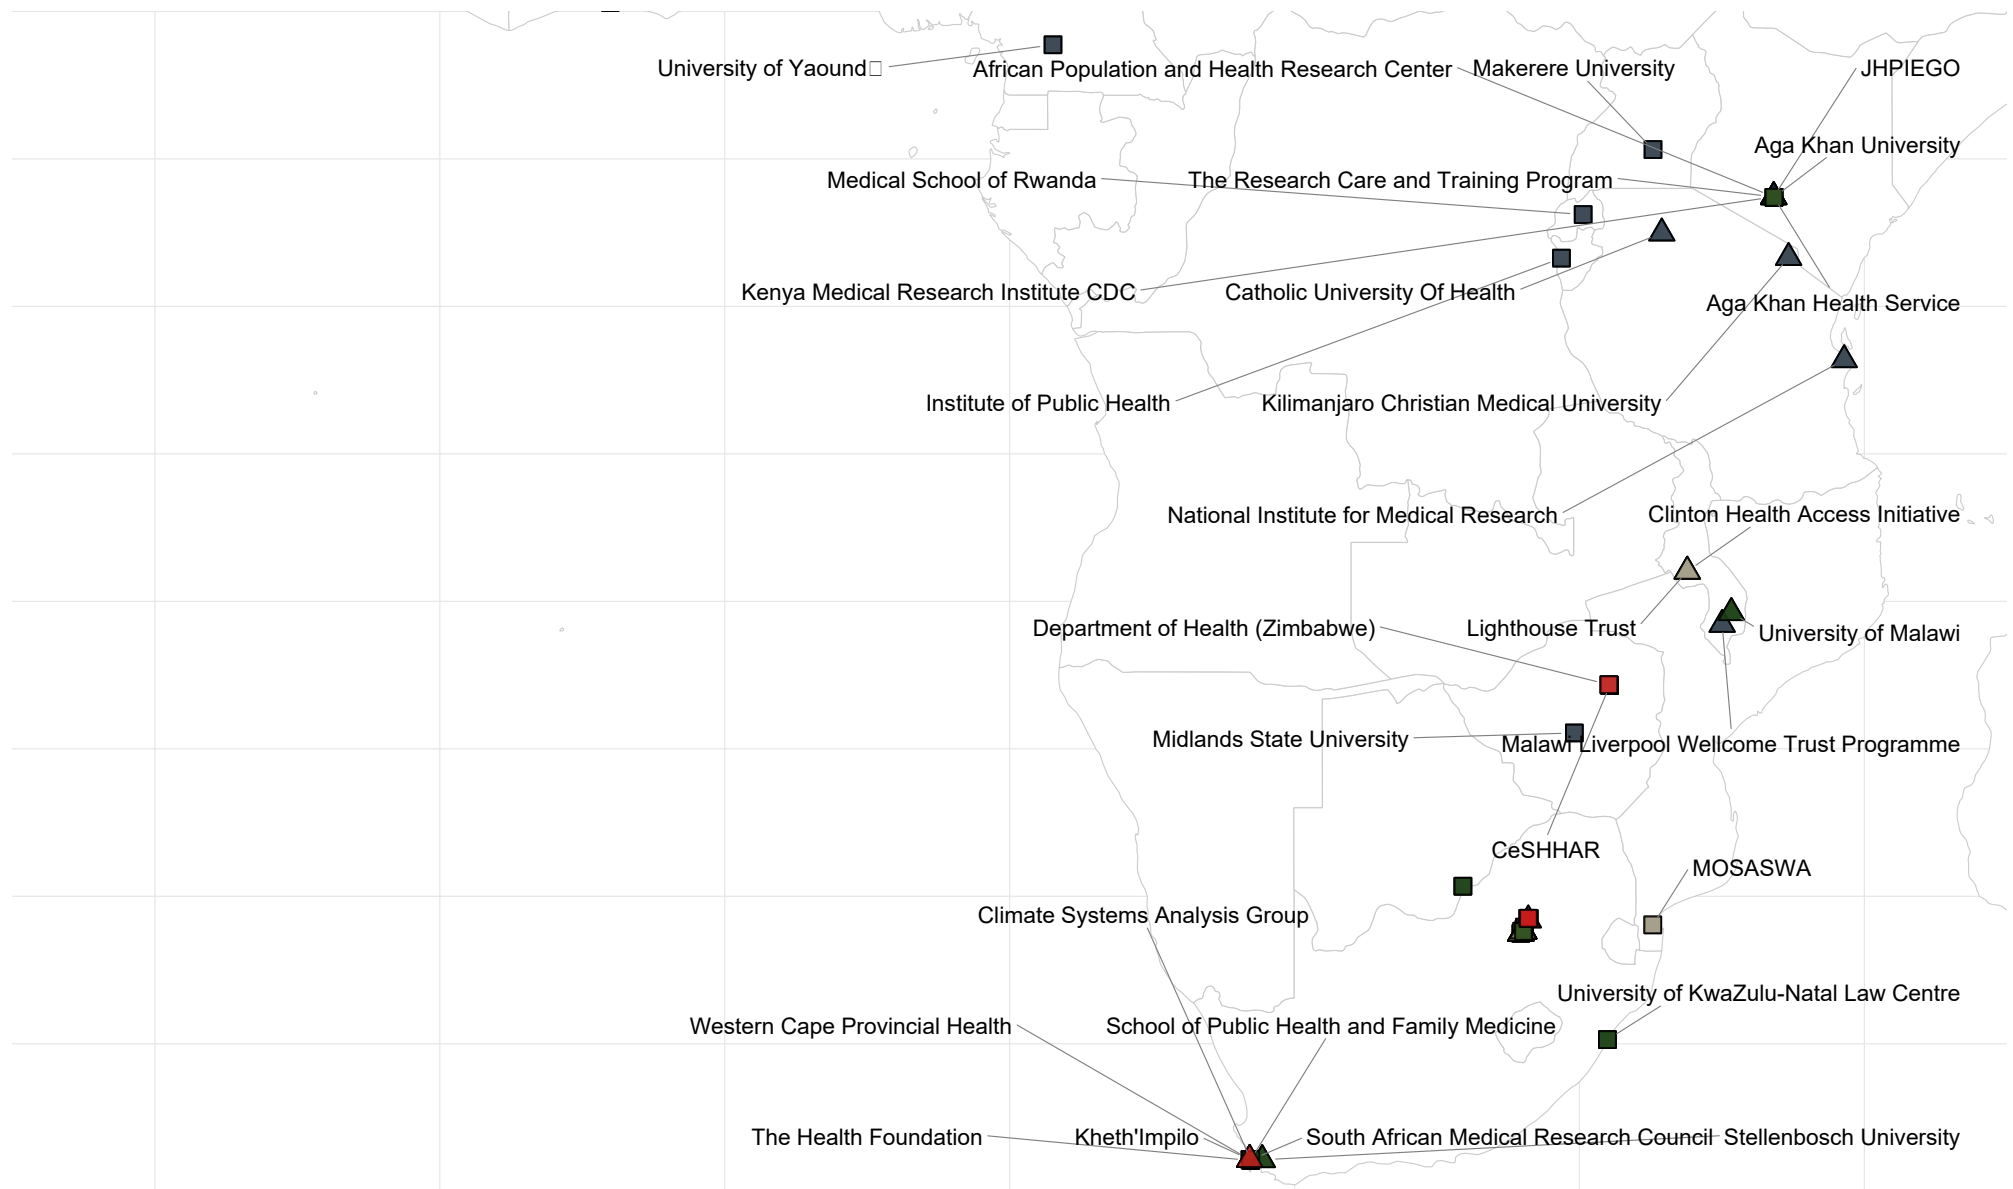 University of Yaound□
African Population and Health Research Center
Makerere University
JHPIEGO
Aga Khan University
Medical School of Rwanda
The Research Care and Training Program
Kenya Medical Research Institute CDC
Catholic University Of Health
Aga Khan Health Service
Institute of Public Health
Kilimanjaro Christian Medical University
National Institute for Medical Research
Clinton Health Access Initiative
Department of Health (Zimbabwe)
Lighthouse Trust
University of Malawi
Midlands State University
Malawi Liverpool Wellcome Trust Programme
CeSHHAR
MOSASWA
Climate Systems Analysis Group
University of KwaZulu-Natal Law Centre
Western Cape Provincial Health
School of Public Health and Family Medicine
The Health Foundation
Kheth'Impilo
South African Medical Research Council
Stellenbosch University